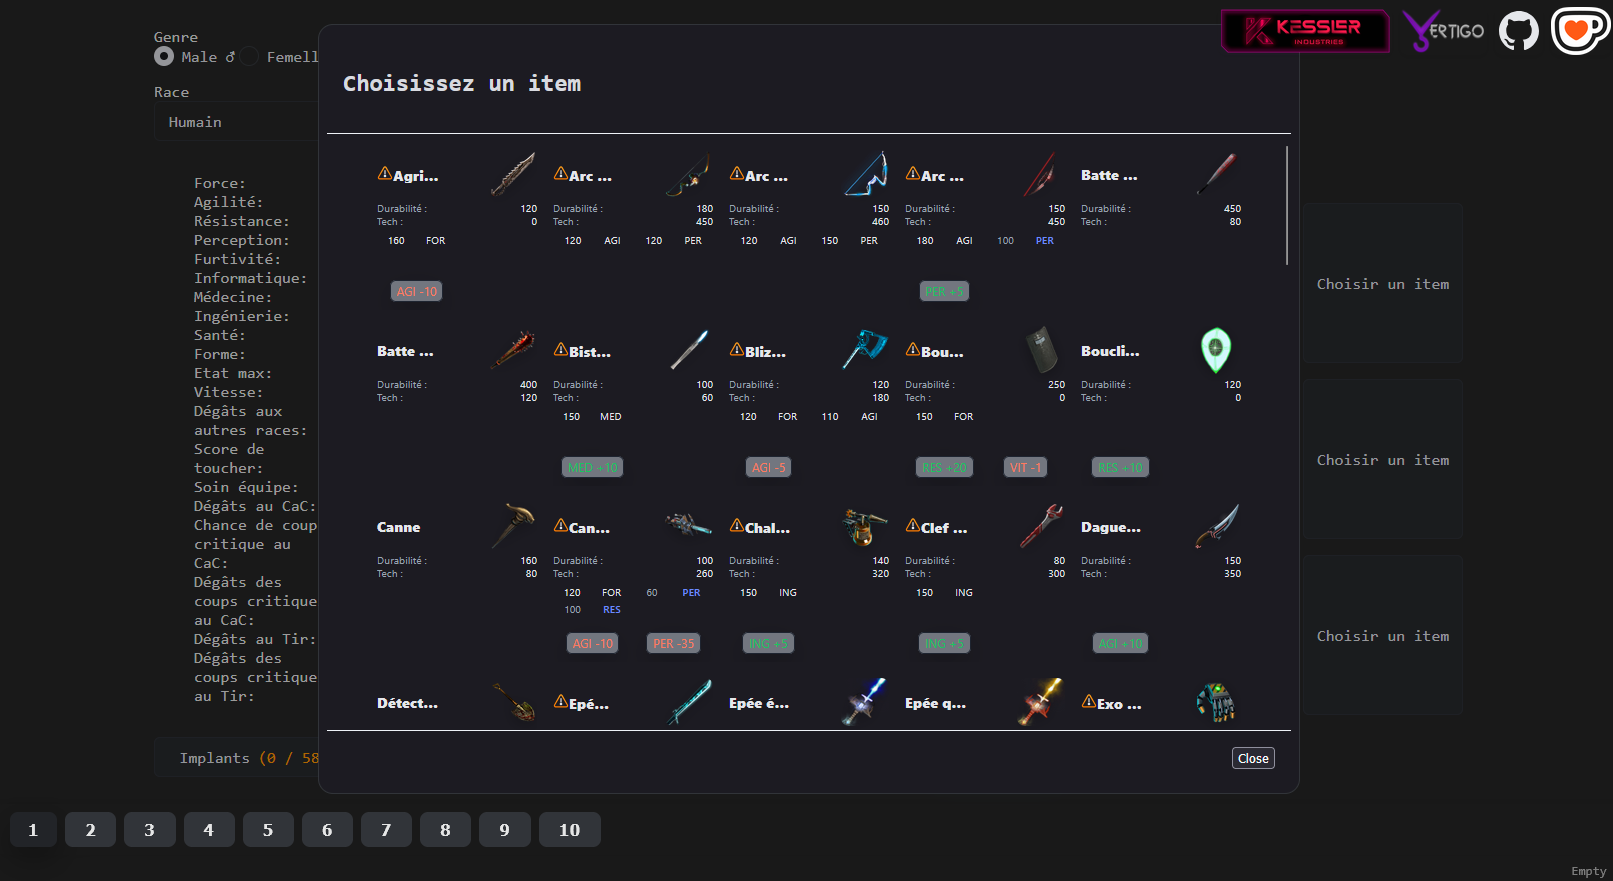 Genre
Male ♂ Femell
Race
Humain
Force:
Agilité:
Résistance:
Perception:
Furtivité:
Informatique:
Médecine:
Ingénierie:
Santé:
Forme:
Etat max:
Vitesse:
Dégâts aux
autres races:
Score de
toucher:
Soin équipe:
Dégâts au CaC:
Chance de coup
critique au
CaC:
Dégâts des
coups critique
au CaC:
Dégâts au Tir:
Dégâts des
coups critique
au Tir:
Implants (0 / 58
KESSLER
INDUSTRIES
VERTIGO
Choisissez un item
Agri... Arc ... Arc ... Arc ... Batte ...
Durabilité : 120 Durabilité : 180 Durabilité : 150 Durabilité : 150 Durabilité : 450
Tech : 0 Tech : 450 Tech : 460 Tech : 450 Tech : 80
160 FOR 120 AGI 120 PER 120 AGI 150 PER 180 AGI 100 PER
AGI -10 PER +5
Batte ... Bist... Bliz... Bou... Boucli...
Durabilité : 400 Durabilité : 100 Durabilité : 120 Durabilité : 250 Durabilité : 120
Tech : 120 Tech : 60 Tech : 180 Tech : 0 Tech : 0
150 MED 120 FOR 110 AGI 150 FOR
MED +10 AGI -5 RES +20 VIT -1 RES +10
Canne Can... Chal... Clef ... Dague...
Durabilité : 160 Durabilité : 100 Durabilité : 140 Durabilité : 80 Durabilité : 150
Tech : 80 Tech : 260 Tech : 320 Tech : 300 Tech : 350
120 FOR 60 PER 150 ING 150 ING
100 RES
AGI -10 PER -35 ING +5 ING +5 AGI +10
Détect... Epé... Epée é... Epée q... Exo ...
Close
Choisir un item
Choisir un item
Choisir un item
1 2 3 4 5 6 7 8 9 10
Empty